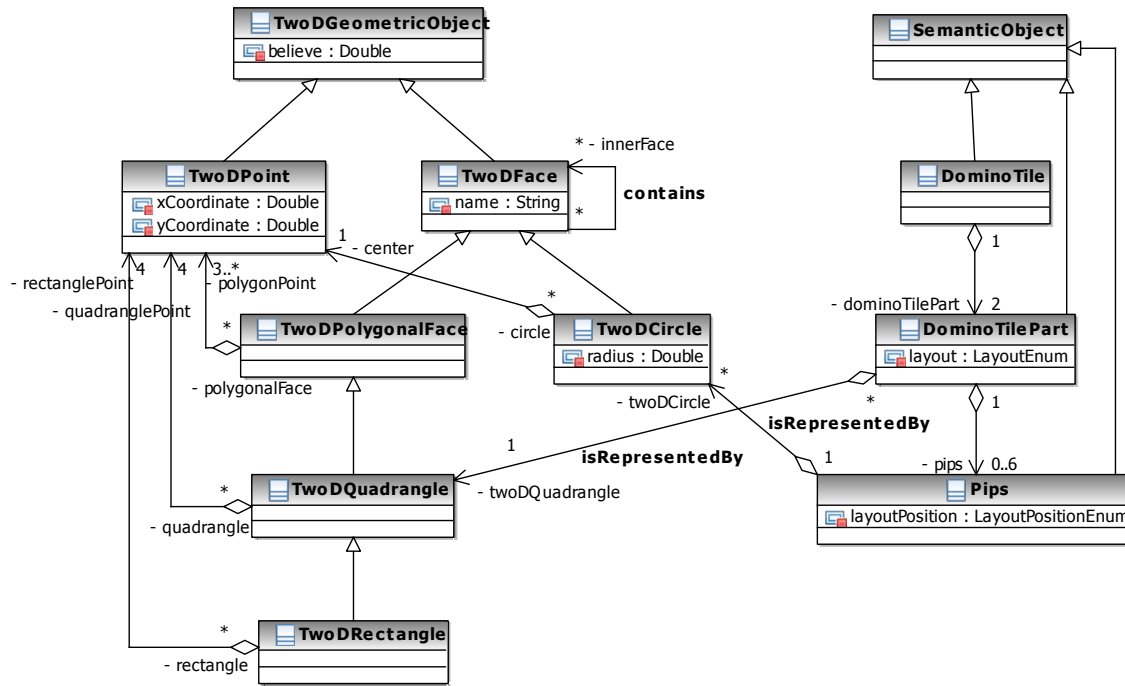 TwoDGeometricObject
believe : Double
SemanticObject
* - innerFace
TwoDPoint
xCoordinate : Double
yCoordinate : Double
TwoDFace
name : String
*
contains
DominoTile
1
1
- center
4
4
3..*
- rectanglePoint
- polygonPoint
- quadranglePoint
*
- circle
- dominoTilePart
2
*
TwoDPolygonalFace
- polygonalFace
TwoDCircle
radius : Double
DominoTilePart
layout : LayoutEnum
*
- twoDCircle
*
1
isRepresentedBy
1
isRepresentedBy
1
- pips
0..6
*
TwoDQuadrangle
- twoDQuadrangle
- quadrangle
Pips
layoutPosition : LayoutPositionEnum
*
TwoDRectangle
- rectangle